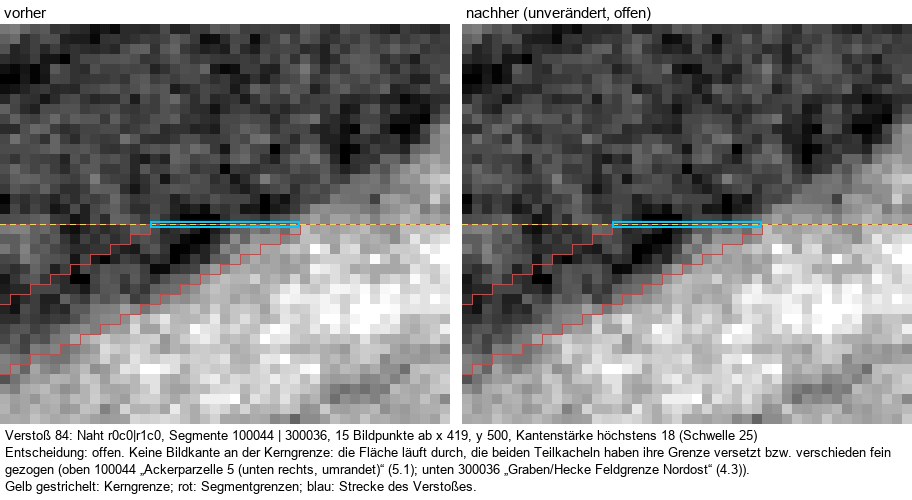 vorher
nachher (unverändert, offen)
Verstoß 84: Naht r0c0|r1c0, Segmente 100044 | 300036, 15 Bildpunkte ab x 419, y 500, Kantenstärke höchstens 18 (Schwelle 25)
Entscheidung: offen. Keine Bildkante an der Kerngrenze: die Fläche läuft durch, die beiden Teilkacheln haben ihre Grenze versetzt bzw. verschieden fein
gezogen (oben 100044 „Ackerparzelle 5 (unten rechts, umrandet)“ (5.1); unten 300036 „Graben/Hecke Feldgrenze Nordost“ (4.3)).
Gelb gestrichelt: Kerngrenze; rot: Segmentgrenzen; blau: Strecke des Verstoßes.